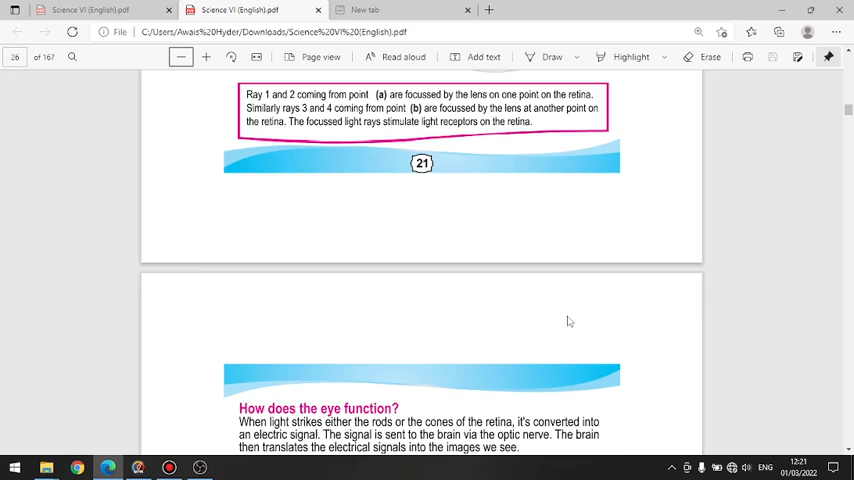 Science VI (English).pdf
Science VI (English).pdf
New tab
File
C:/Users/Awais%20Hyder/Downloads/Science%20VI%20(English).pdf
26
of 167
Page view
Read aloud
Add text
Draw
Highlight
Erase
Ray 1 and 2 coming from point (a) are focussed by the lens on one point on the retina.
Similarly rays 3 and 4 coming from point (b) are focussed by the lens at another point on
the retina. The focussed light rays stimulate light receptors on the retina.
21
How does the eye function?
When light strikes either the rods or the cones of the retina, it's converted into
an electric signal. The signal is sent to the brain via the optic nerve. The brain
then translates the electrical signals into the images we see.
ENG
12:21
01/03/2022